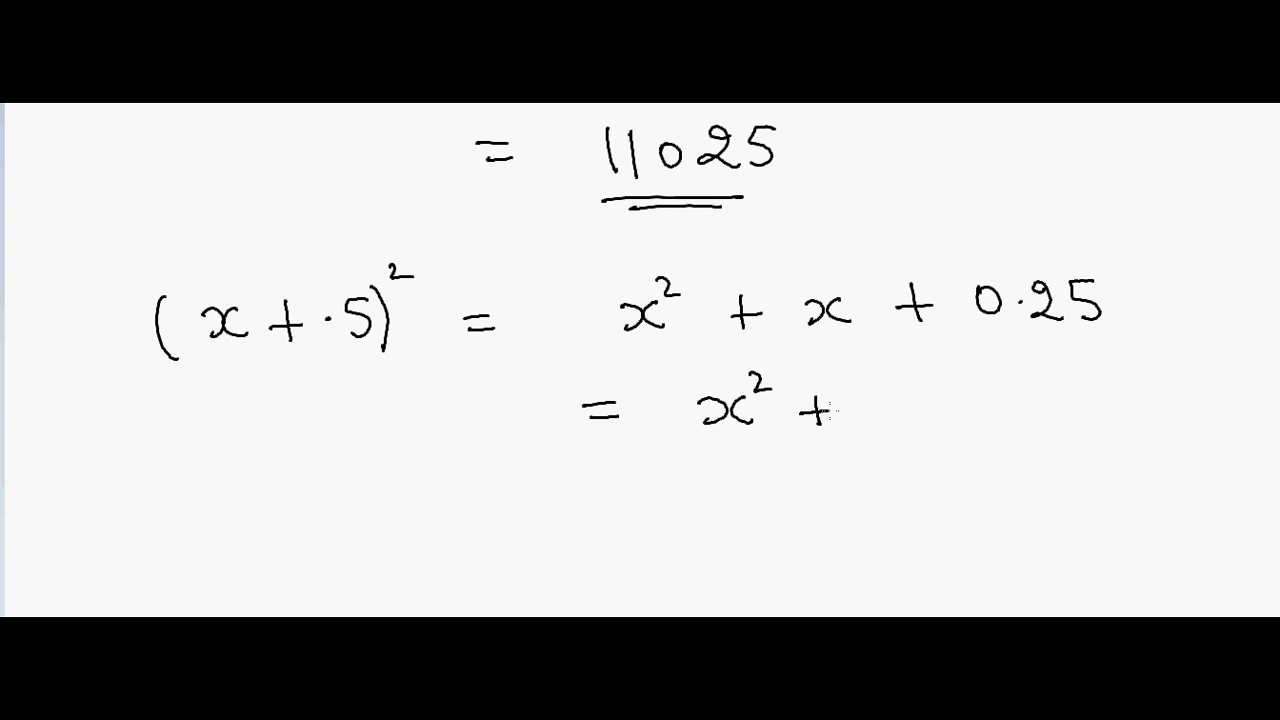 = 11025
(x + .5)² = x² + x + 0.25
= x² +